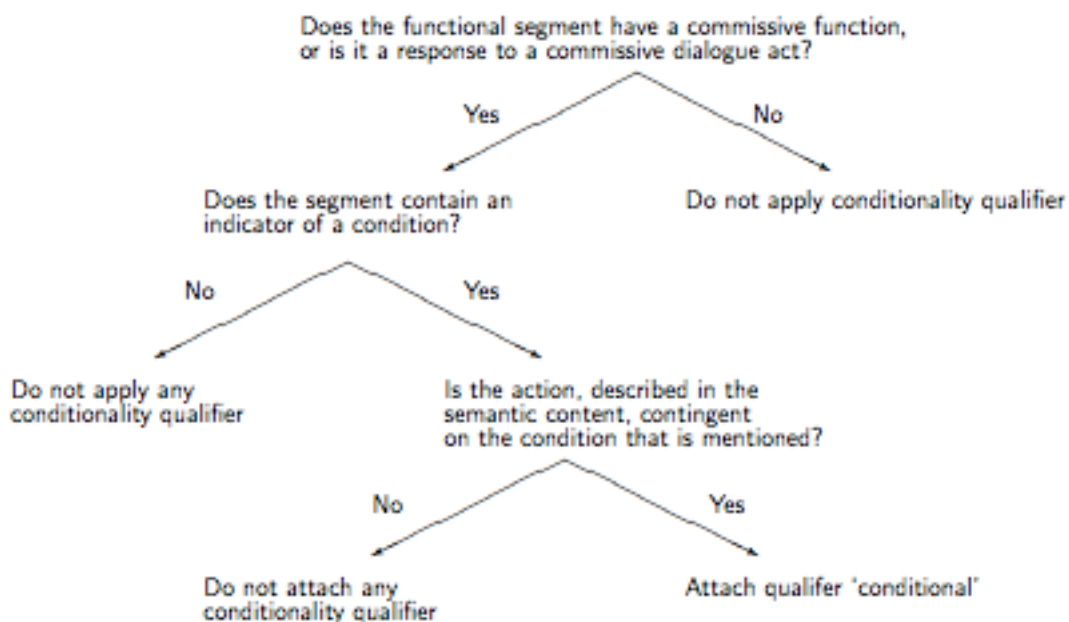 Does the functional segment have a commissive function,
or is it a response to a commissive dialogue act?
Yes
No
Does the segment contain an
indicator of a condition?
Do not apply conditionality qualifier
No
Yes
Do not apply any
conditionality qualifier
Is the action, described in the
semantic content, contingent
on the condition that is mentioned?
No
Yes
Do not attach any
conditionality qualifier
Attach qualifer 'conditional'